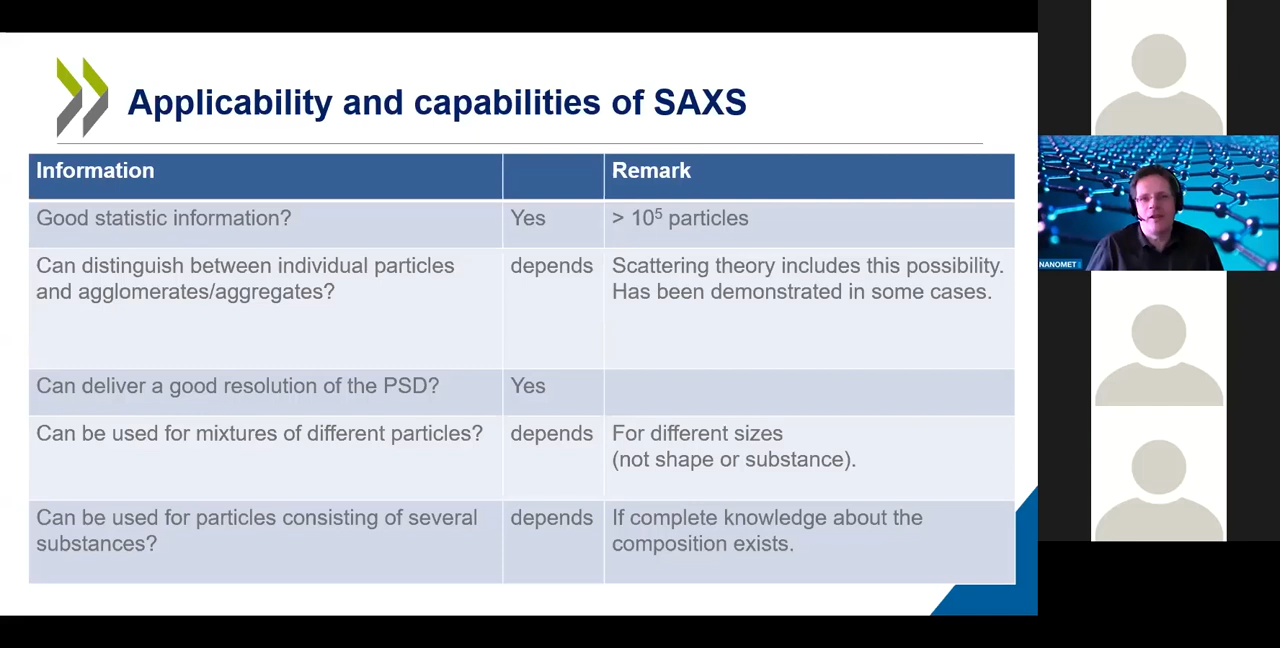 Applicability and capabilities of SAXS
Information
Remark
Good statistic information?
Yes
> 10⁵ particles
Can distinguish between individual particles
and agglomerates/aggregates?
depends
Scattering theory includes this possibility.
Has been demonstrated in some cases.
Can deliver a good resolution of the PSD?
Yes
Can be used for mixtures of different particles?
depends
For different sizes
(not shape or substance).
Can be used for particles consisting of several
substances?
depends
If complete knowledge about the
composition exists.
NANOMET